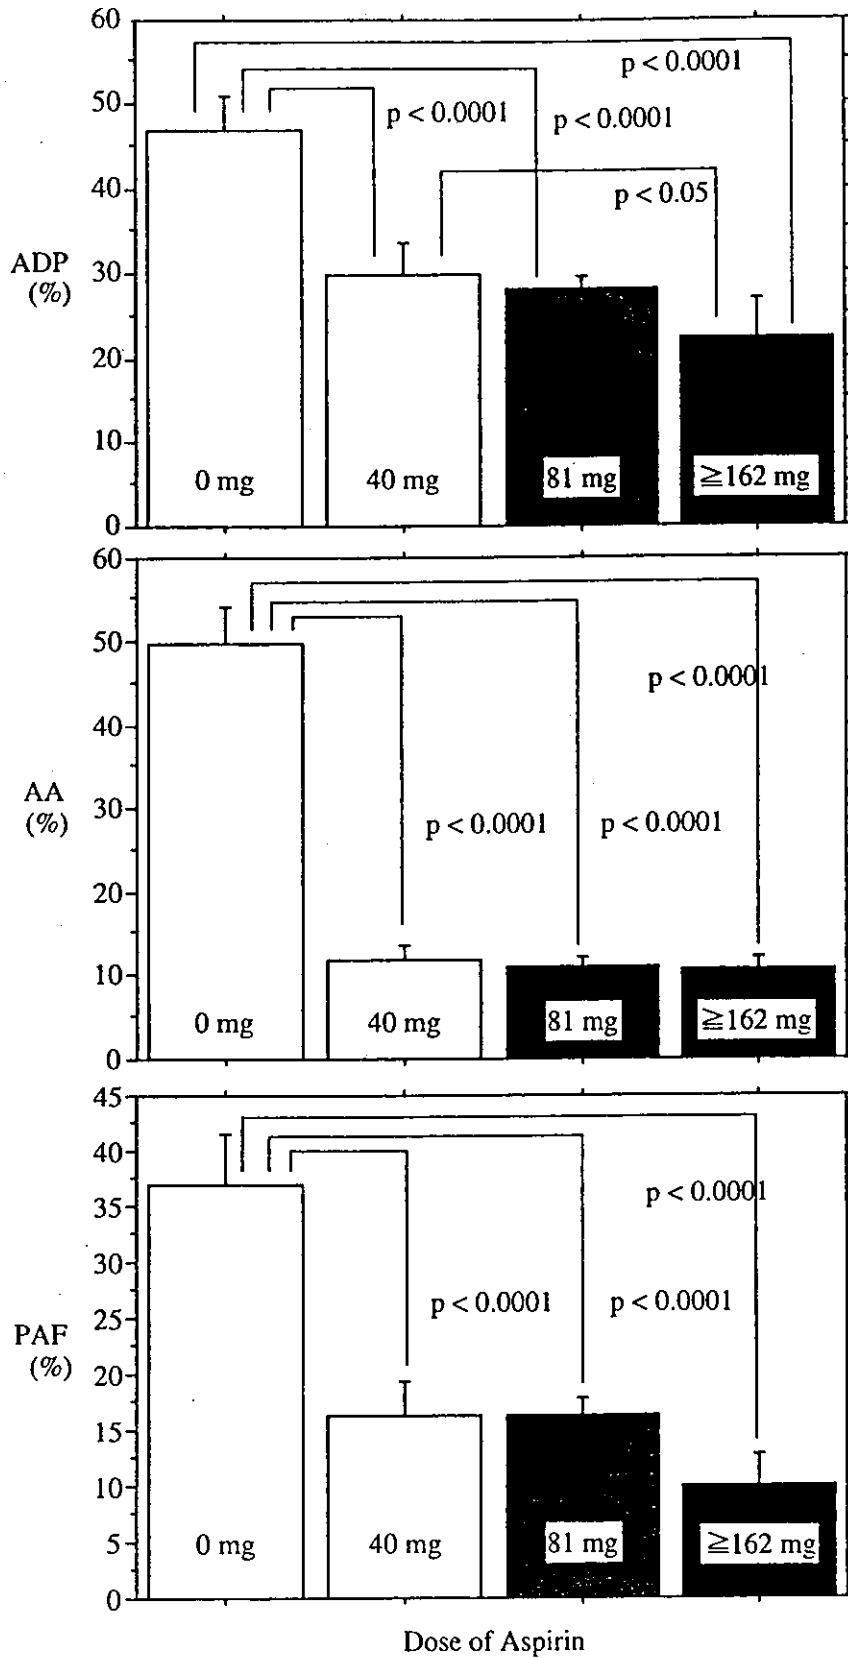 60
50
40
30
20
10
0
ADP
(%)
p < 0.0001
p < 0.0001
p < 0.0001
p < 0.05
0 mg
40 mg
81 mg
≧162 mg
60
50
40
30
20
10
0
AA
(%)
p < 0.0001
p < 0.0001
p < 0.0001
0 mg
40 mg
81 mg
≧162 mg
45
40
35
30
25
20
15
10
5
0
PAF
(%)
p < 0.0001
p < 0.0001
p < 0.0001
0 mg
40 mg
81 mg
≧162 mg
Dose of Aspirin